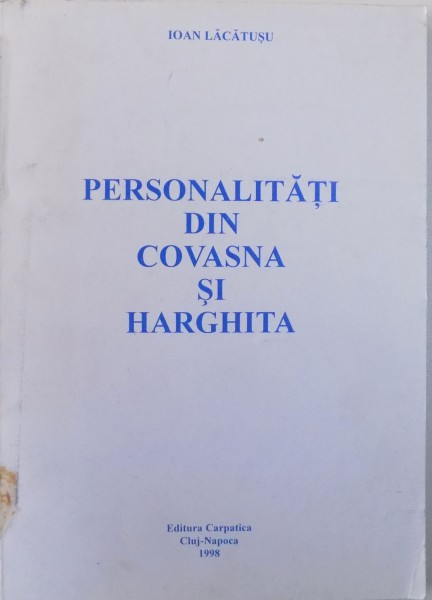 IOAN LĂCĂTUŞU
PERSONALITĂŢI
DIN
COVASNA
ŞI
HARGHITA
Editura Carpatica
Cluj-Napoca
1998